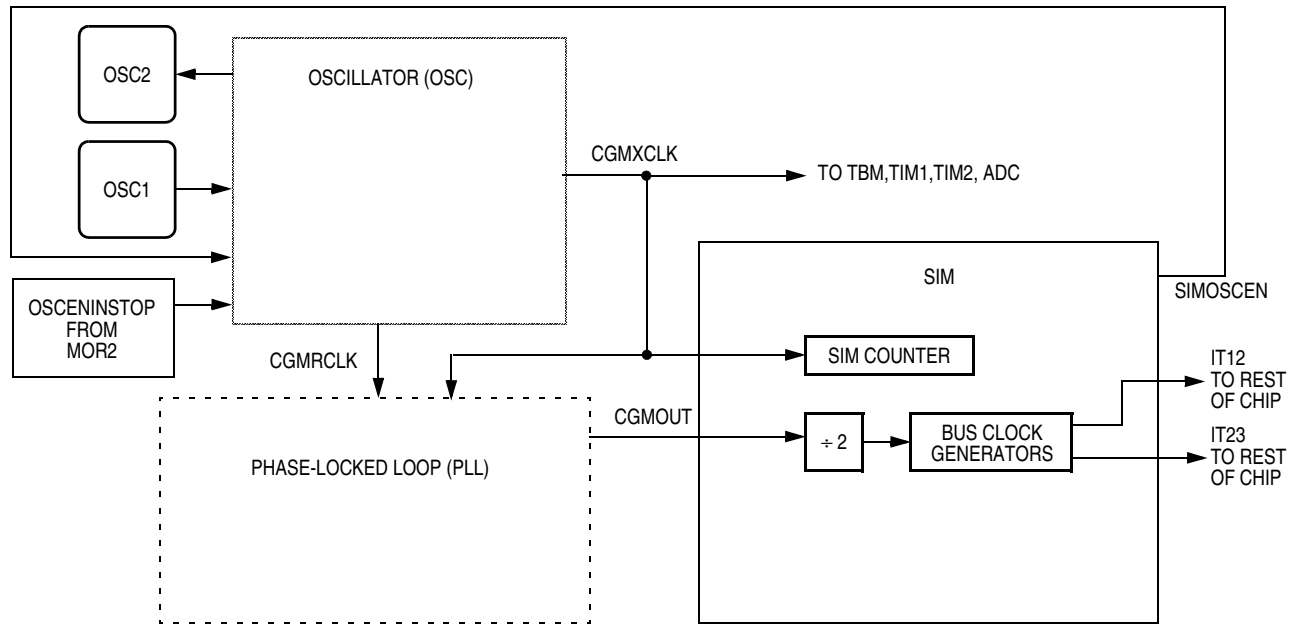 OSC2
OSCILLATOR (OSC)
CGMXCLK
OSC1
TO TBM,TIM1,TIM2, ADC
SIM
SIMOSCEN
OSCENINSTOP
FROM
MOR2
CGMRCLK
SIM COUNTER
IT12
TO REST
OF CHIP
CGMOUT
÷ 2
BUS CLOCK
GENERATORS
IT23
TO REST
OF CHIP
PHASE-LOCKED LOOP (PLL)